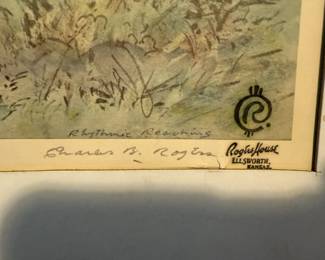 Rhythmic Reaching
Charles B. Rogers
R
Rogers House
ELLSWORTH,
KANSAS.